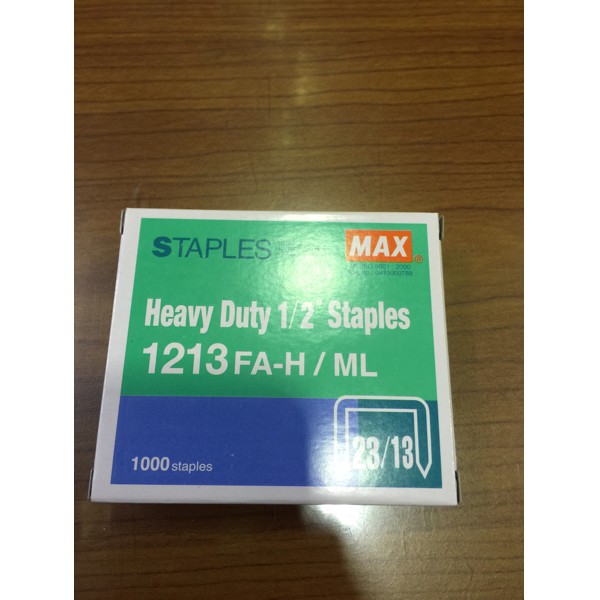 STAPLES
MAX
Heavy Duty 1/2" Staples
1213 FA-H / ML
23/13
1000 staples